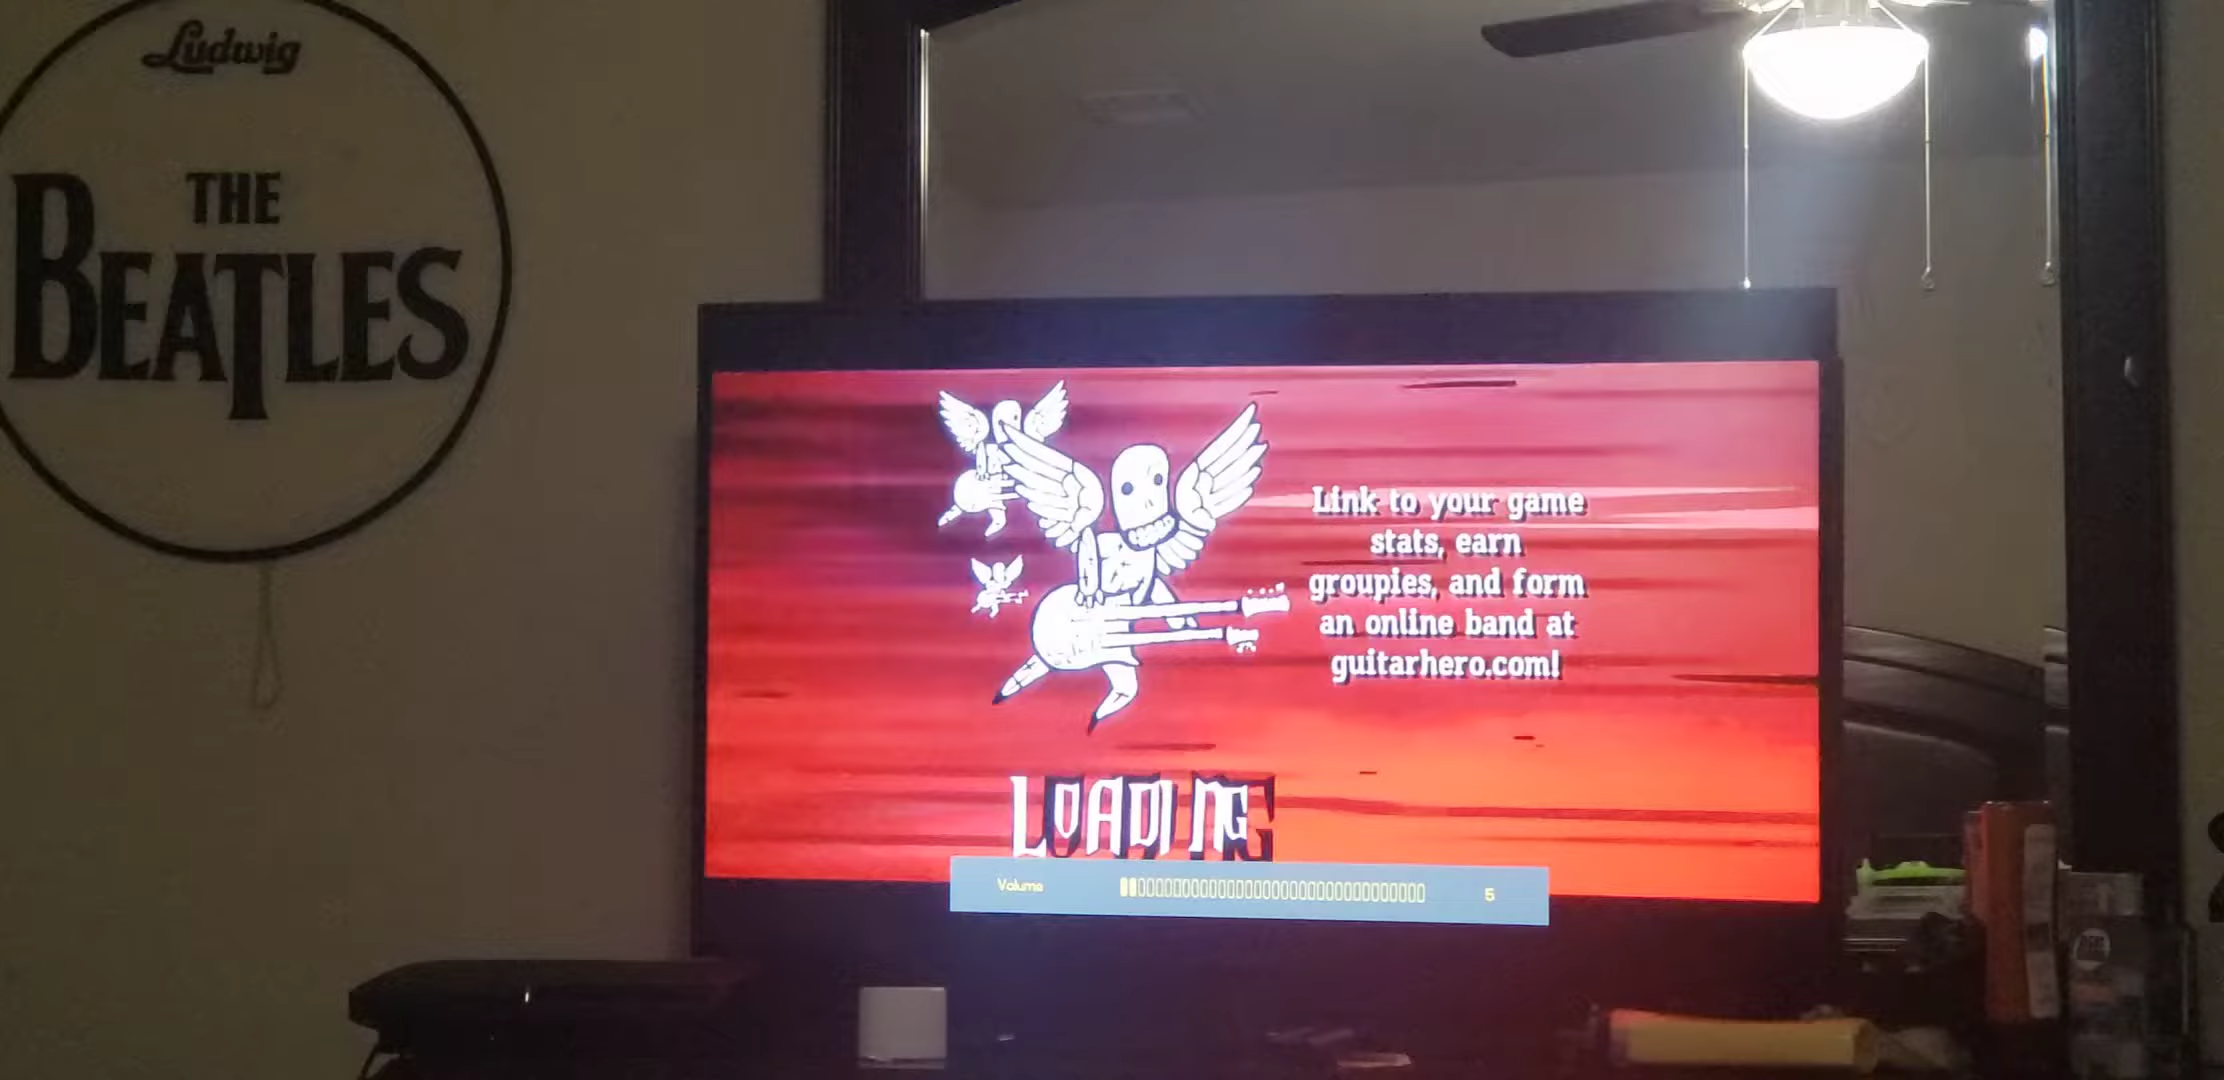 Ludwig
THE
BEATLES
Link to your game
stats, earn
groupies, and form
an online band at
guitarhero.com!
LOADING
Volume
5